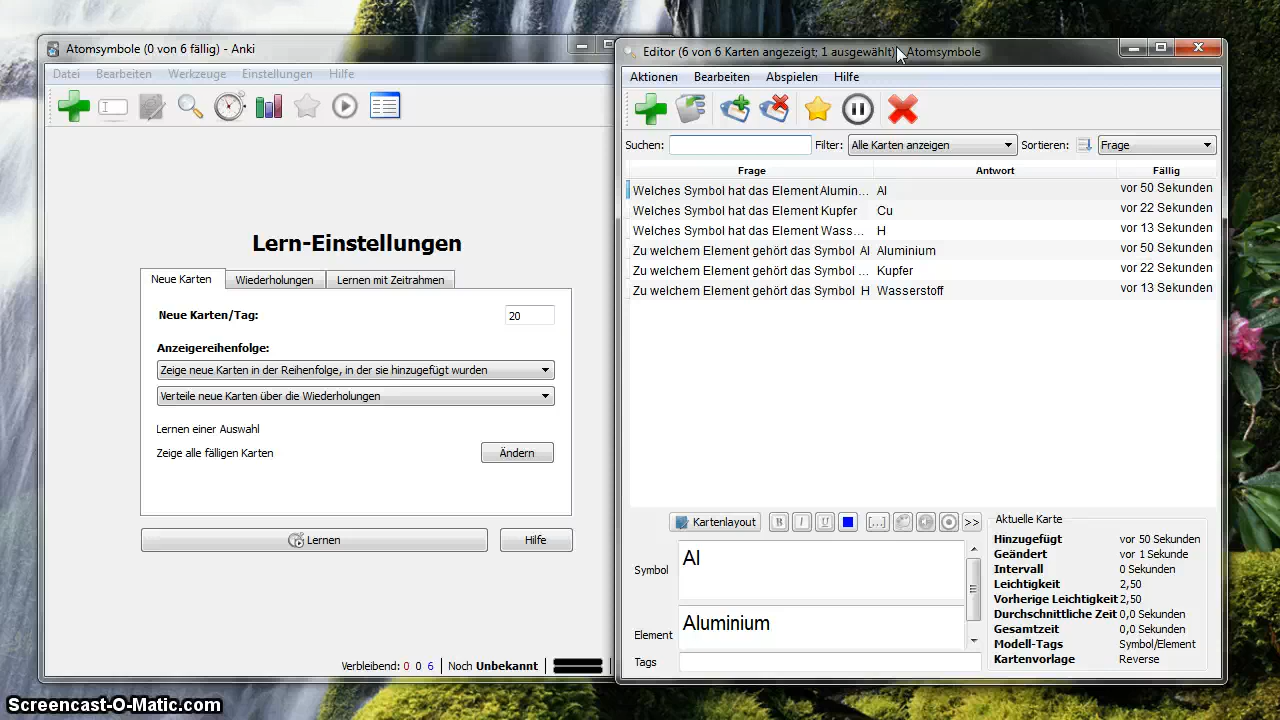 Atomsymbole (0 von 6 fällig) - Anki
Datei Bearbeiten Werkzeuge Einstellungen Hilfe
Lern-Einstellungen
Neue Karten Wiederholungen Lernen mit Zeitrahmen
Neue Karten/Tag: 20
Anzeigereihenfolge:
Zeige neue Karten in der Reihenfolge, in der sie hinzugefügt wurden
Verteile neue Karten über die Wiederholungen
Lernen einer Auswahl
Zeige alle fälligen Karten Ändern
Lernen Hilfe
Verbleibend: 0 0 6 Noch Unbekannt
Editor (6 von 6 Karten angezeigt; 1 ausgewählt) - Atomsymbole
Aktionen Bearbeiten Abspielen Hilfe
Suchen: Filter: Alle Karten anzeigen Sortieren: Frage
Frage Antwort Fällig
Welches Symbol hat das Element Alumin... Al vor 50 Sekunden
Welches Symbol hat das Element Kupfer Cu vor 22 Sekunden
Welches Symbol hat das Element Wass... H vor 13 Sekunden
Zu welchem Element gehört das Symbol Al Aluminium vor 50 Sekunden
Zu welchem Element gehört das Symbol ... Kupfer vor 22 Sekunden
Zu welchem Element gehört das Symbol H Wasserstoff vor 13 Sekunden
Kartenlayout B I U [...] >>
Symbol Al
Element Aluminium
Tags
Aktuelle Karte
Hinzugefügt vor 50 Sekunden
Geändert vor 1 Sekunde
Intervall 0 Sekunden
Leichtigkeit 2,50
Vorherige Leichtigkeit 2,50
Durchschnittliche Zeit 0,0 Sekunden
Gesamtzeit 0,0 Sekunden
Modell-Tags Symbol/Element
Kartenvorlage Reverse
Screencast-O-Matic.com